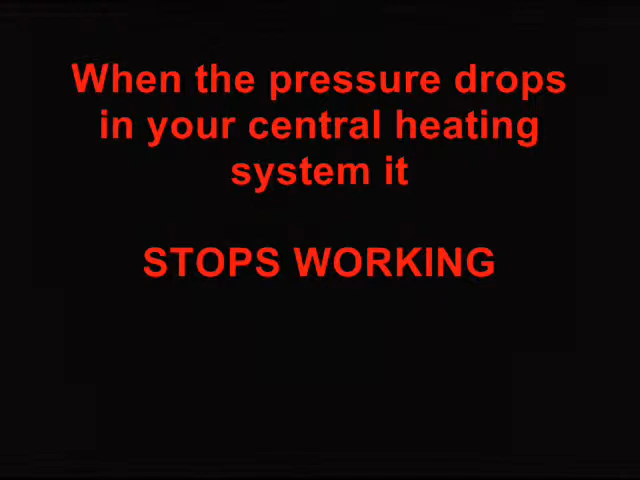 When the pressure drops
in your central heating
system it
STOPS WORKING